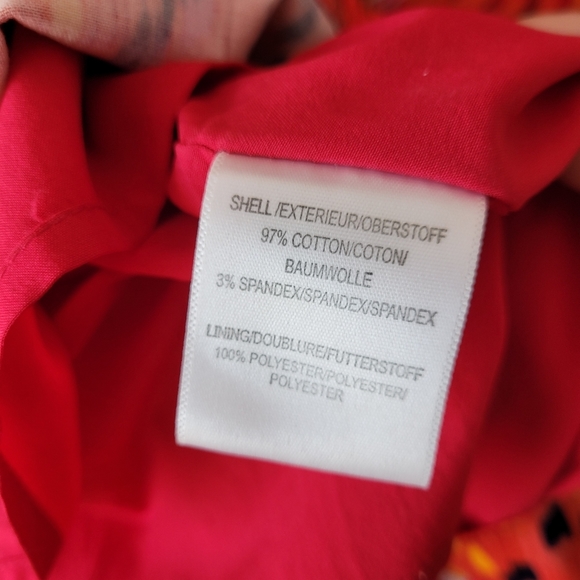 SHELL/EXTERIEUR/OBERSTOFF
97% COTTON/COTON/
BAUMWOLLE
3% SPANDEX/SPANDEX/SPANDEX
LINING/DOUBLURE/FUTTERSTOFF
100% POLYESTER/POLYESTER/
POLYESTER